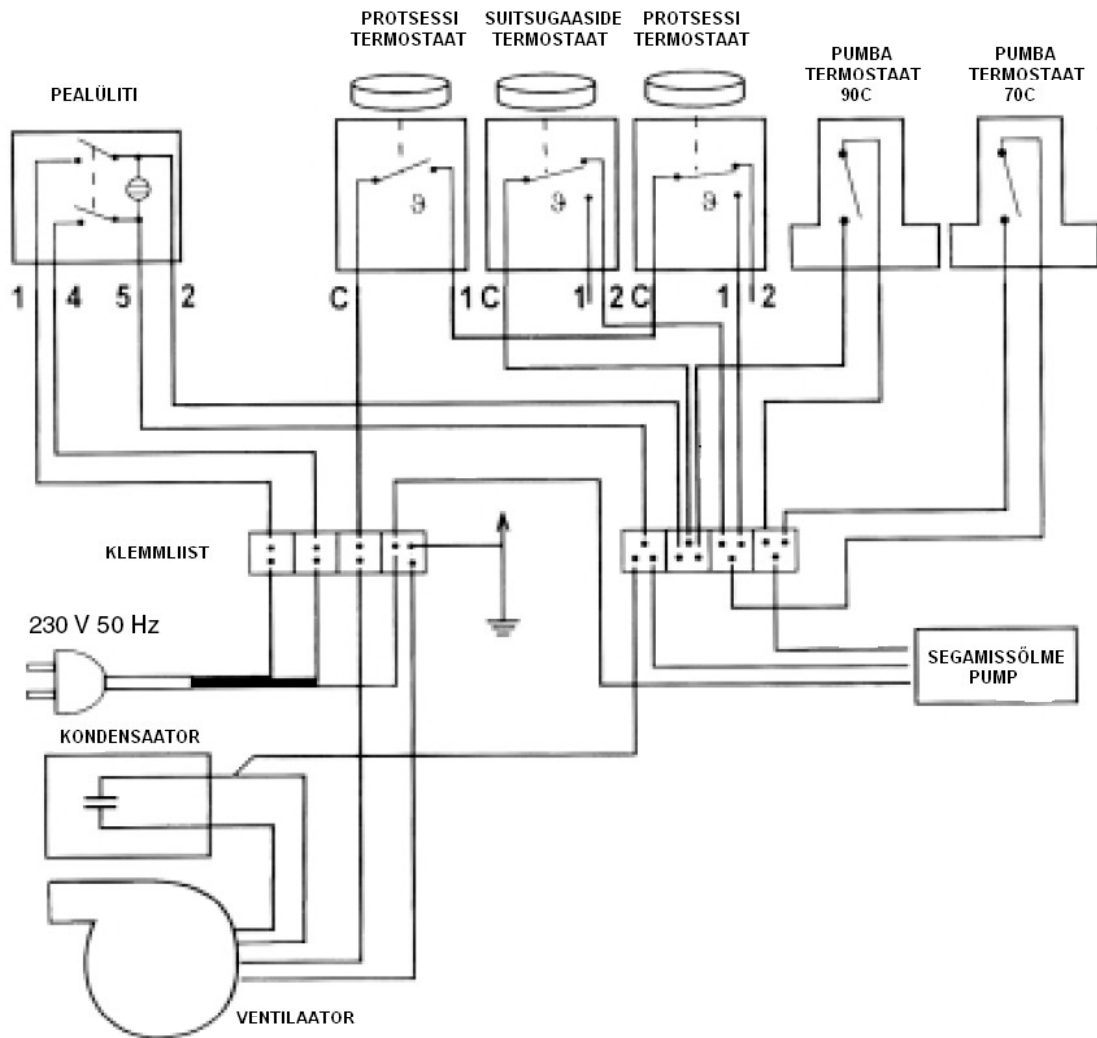 PROTSESSI
TERMOSTAAT
SUITSUGAASIDE
TERMOSTAAT
PROTSESSI
TERMOSTAAT
PUMBA
TERMOSTAAT
90C
PUMBA
TERMOSTAAT
70C
PEALÜLITI
1 4 5 2
C 1
C 1 2
C 1 2
KLEMMLIIST
230 V 50 Hz
SEGAMISSÕLME
PUMP
KONDENSAATOR
VENTILAATOR